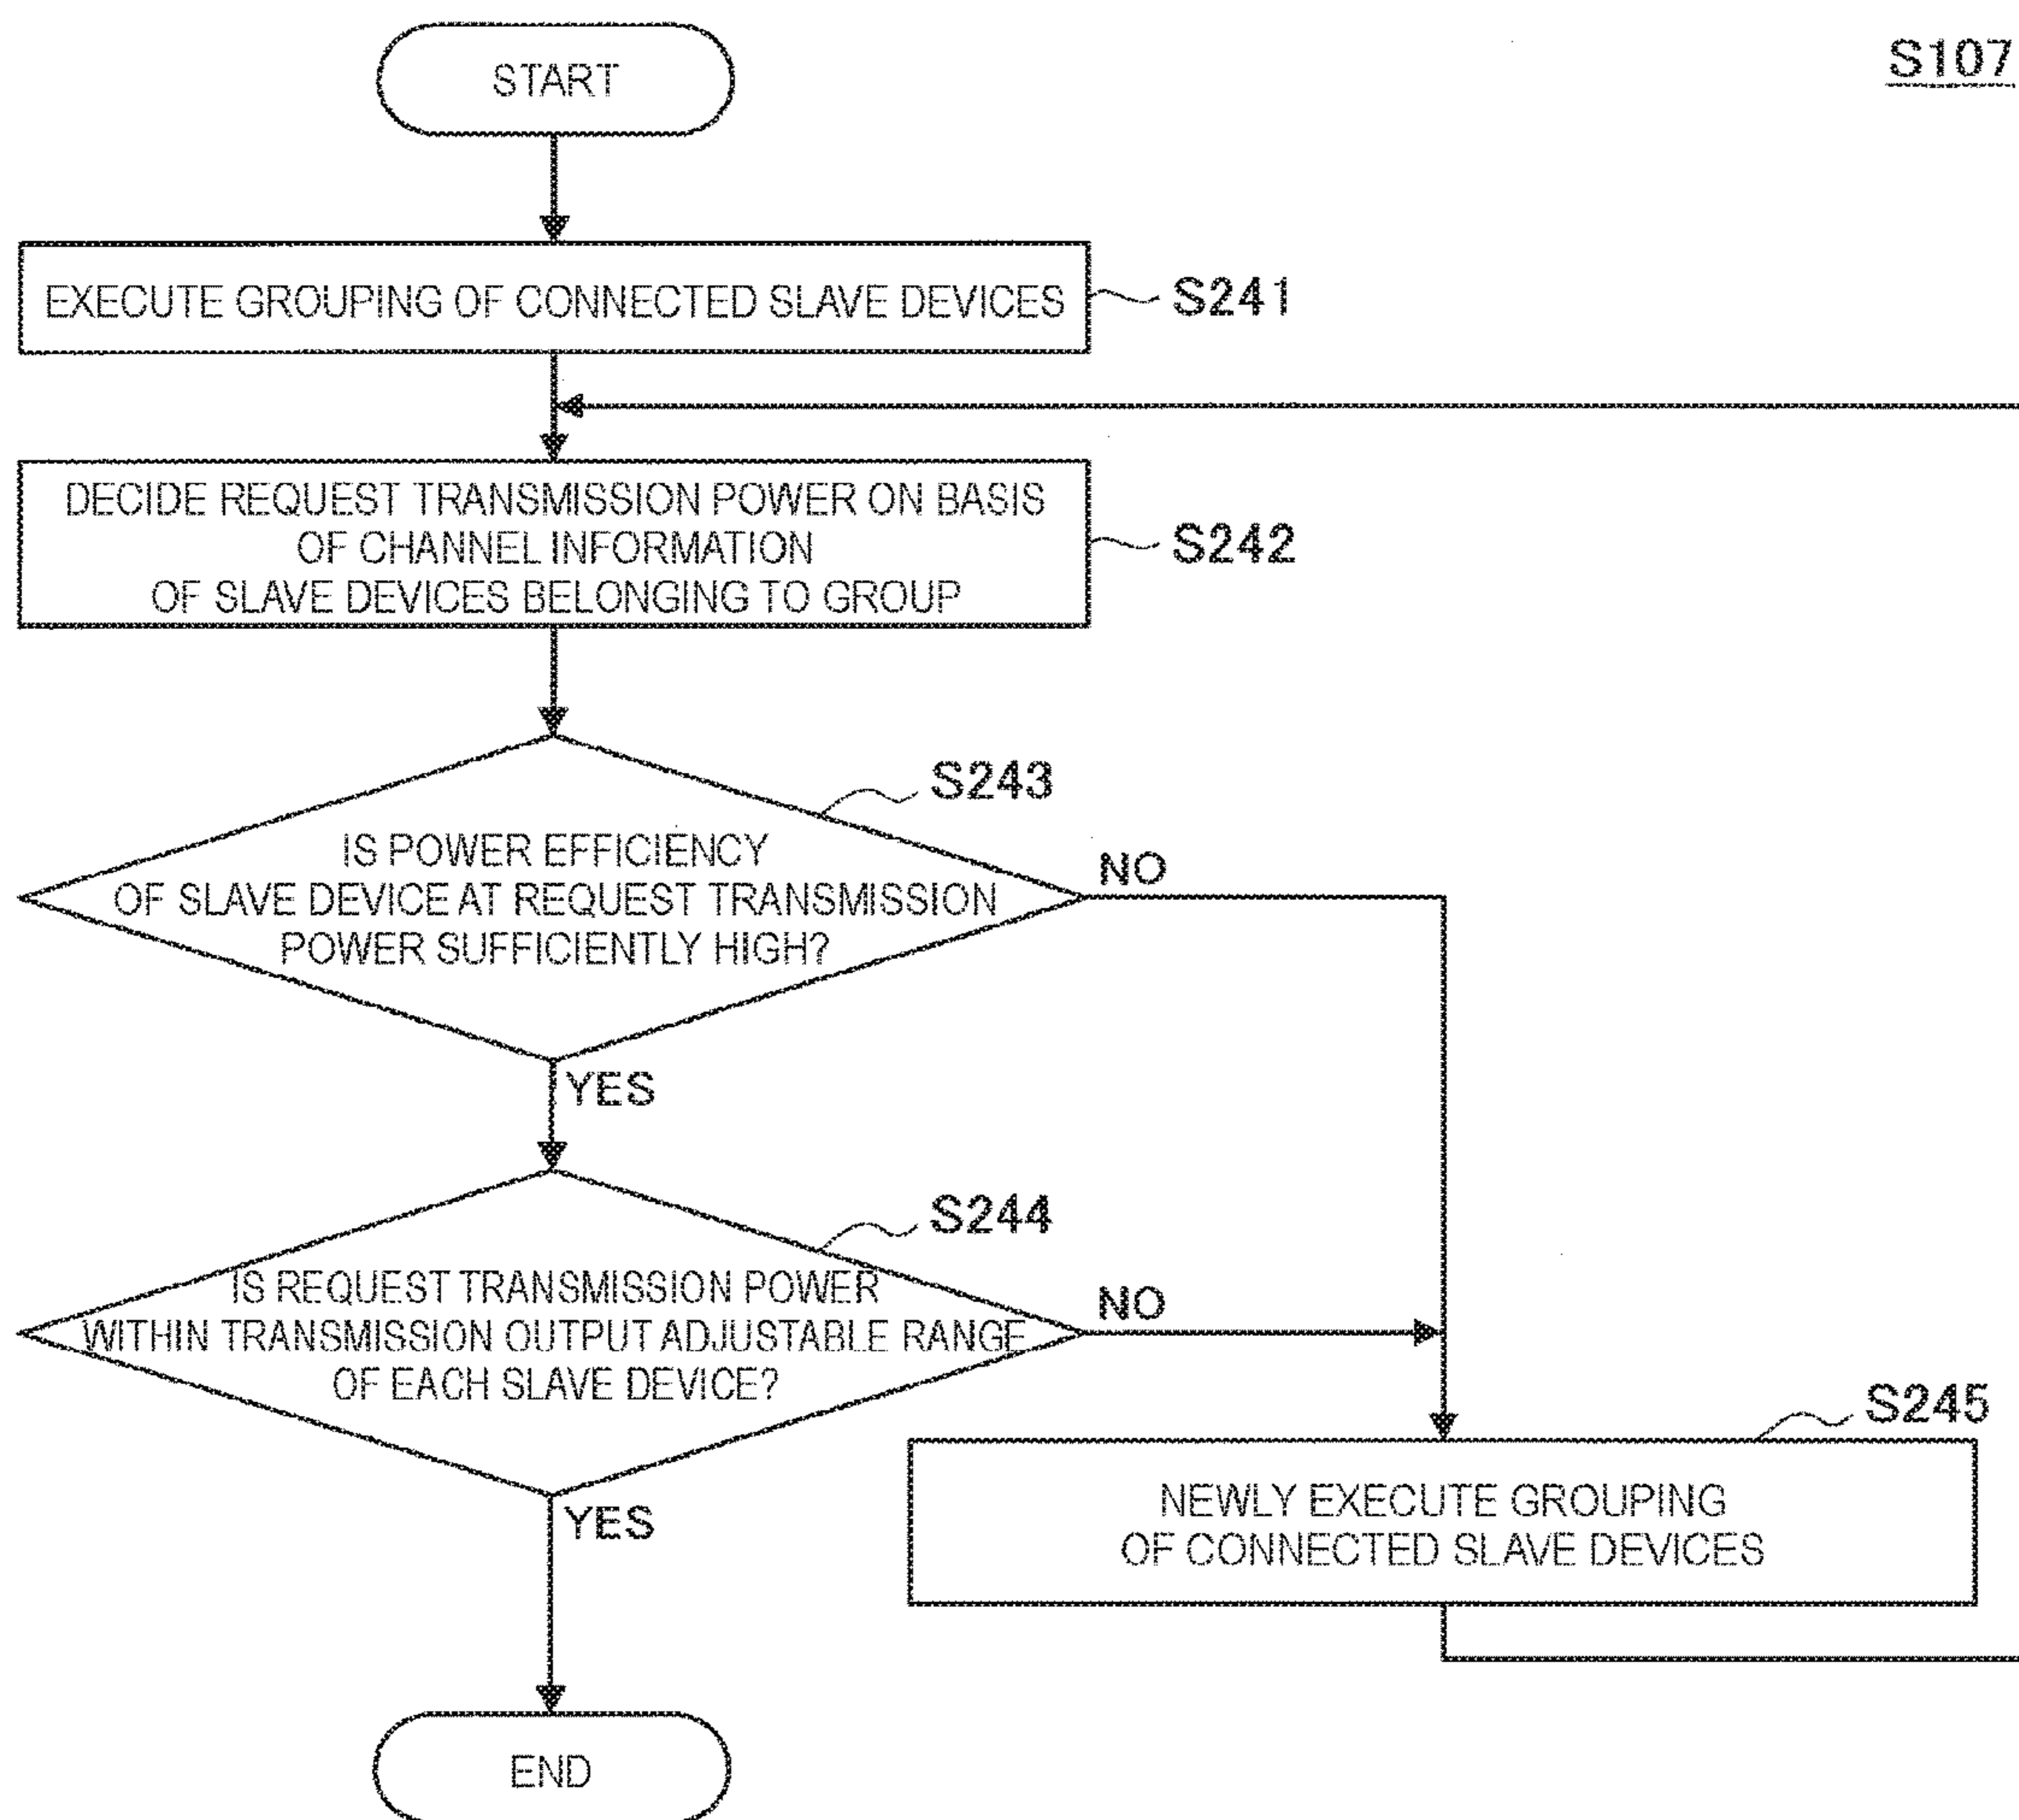 START
S107
EXECUTE GROUPING OF CONNECTED SLAVE DEVICES
S241
DECIDE REQUEST TRANSMISSION POWER ON BASIS
OF CHANNEL INFORMATION
OF SLAVE DEVICES BELONGING TO GROUP
S242
S243
IS POWER EFFICIENCY
OF SLAVE DEVICE AT REQUEST TRANSMISSION
POWER SUFFICIENTLY HIGH?
NO
YES
S244
IS REQUEST TRANSMISSION POWER
WITHIN TRANSMISSION OUTPUT ADJUSTABLE RANGE
OF EACH SLAVE DEVICE?
NO
YES
S245
NEWLY EXECUTE GROUPING
OF CONNECTED SLAVE DEVICES
END